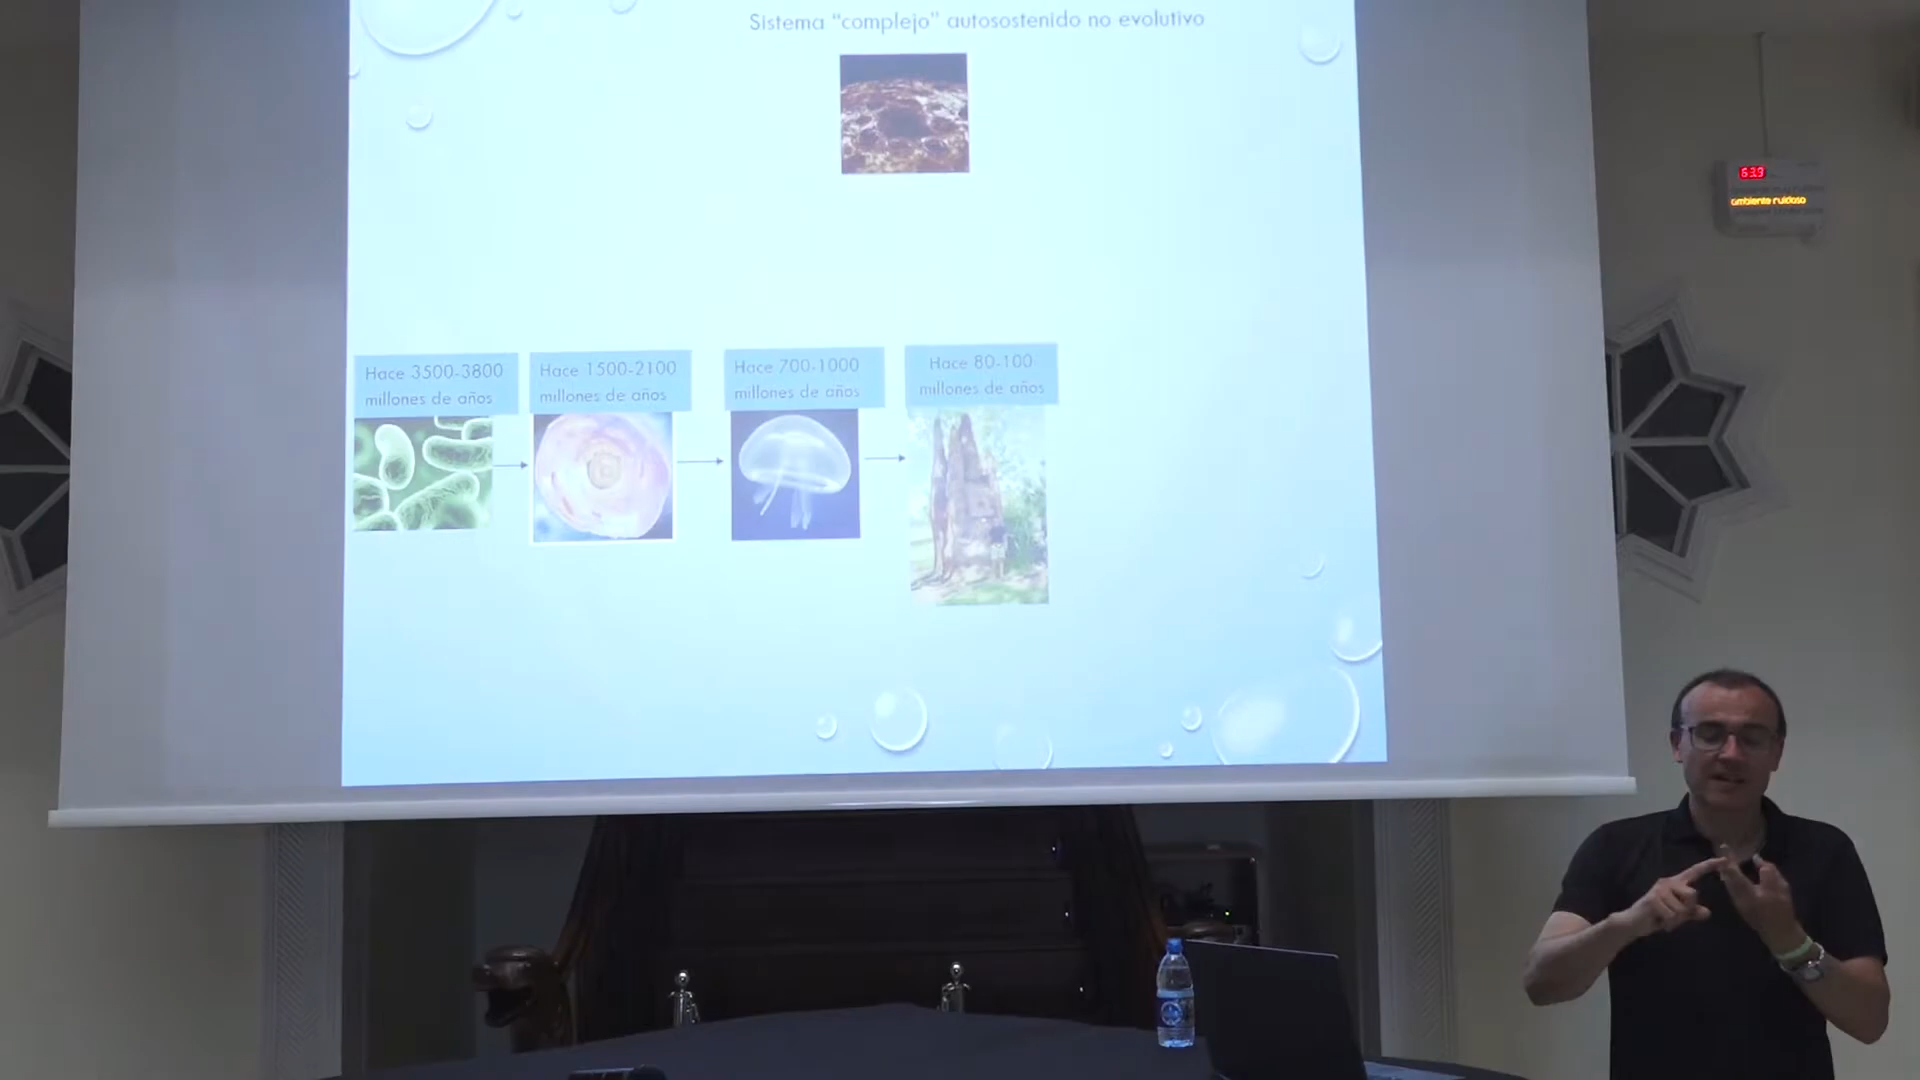 Sistema “complejo” autosostenido no evolutivo
63.9
ambiente ruidoso
Hace 3500-3800
millones de años
Hace 1500-2100
millones de años
Hace 700-1000
millones de años
Hace 80-100
millones de años